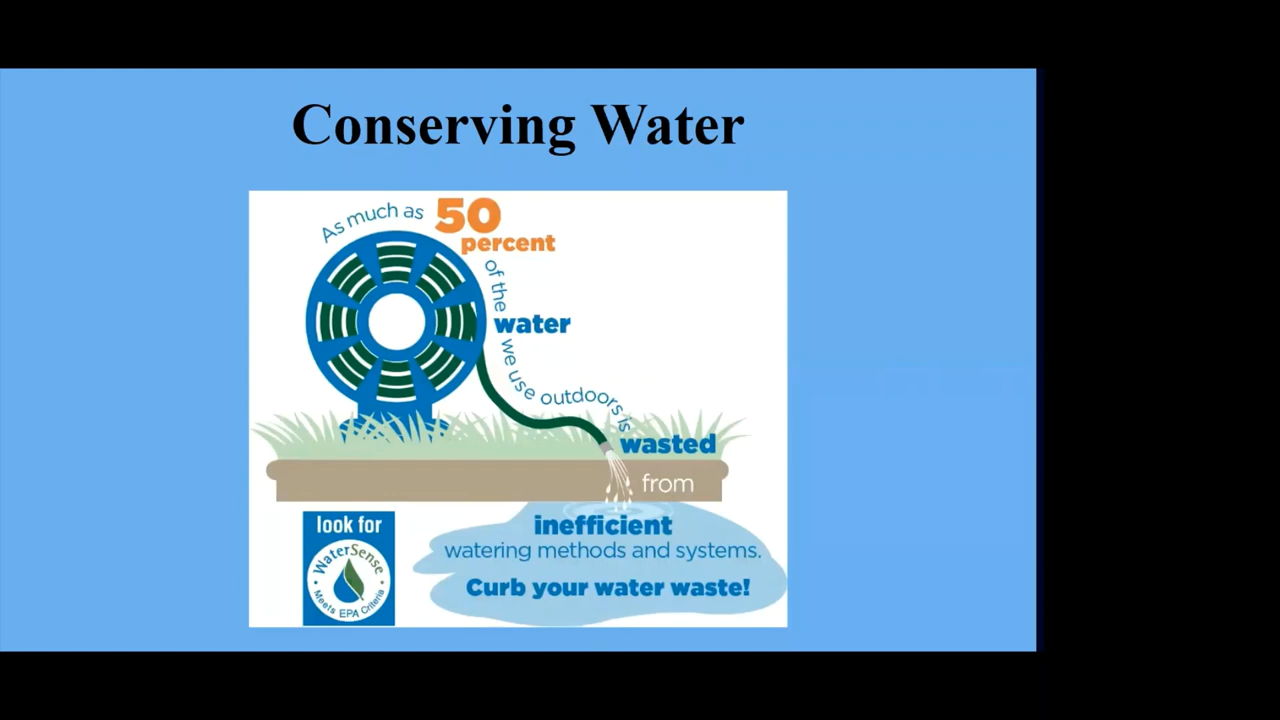 Conserving Water
As much as 50
percent
of the
water
we use outdoors is
wasted
from
inefficient
watering methods and systems.
Curb your water waste!
look for
WaterSense
Meets EPA Criteria